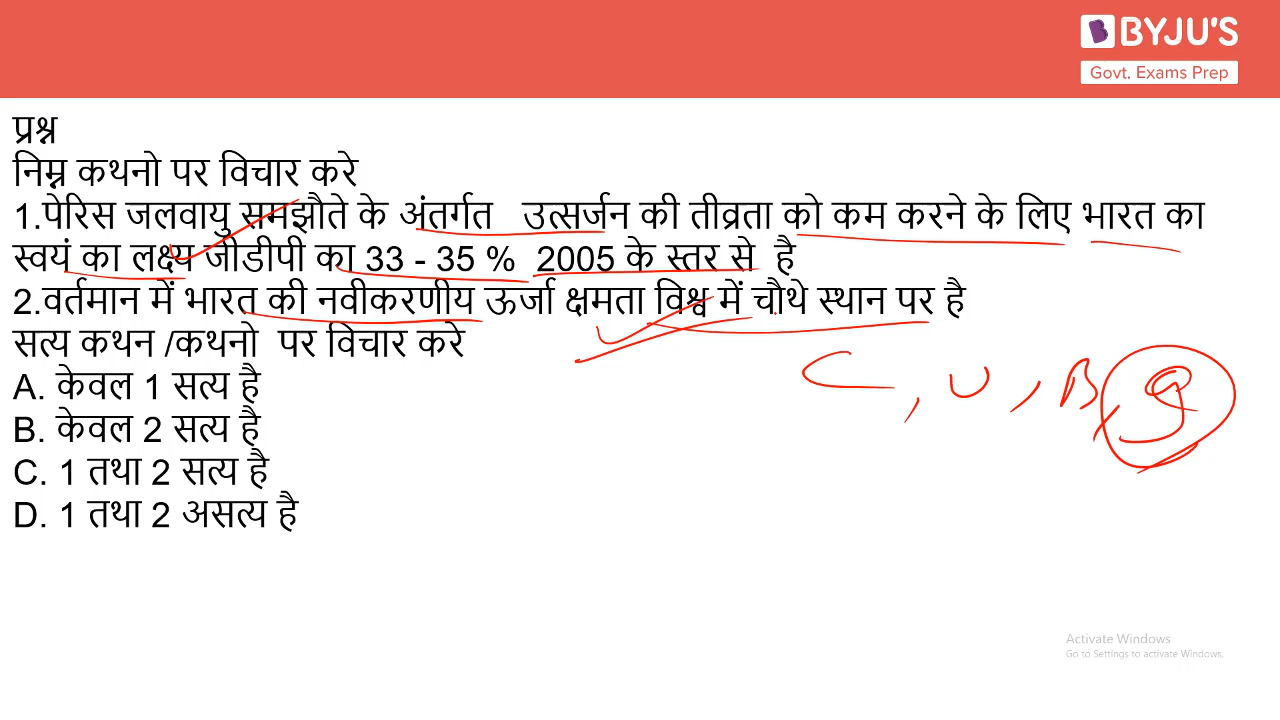 BYJU'S
Govt. Exams Prep
प्रश्न
निम्न कथनो पर विचार करे
1.पेरिस जलवायु समझौते के अंतर्गत उत्सर्जन की तीव्रता को कम करने के लिए भारत का
स्वयं का लक्ष्य जीडीपी का 33 - 35 % 2005 के स्तर से है
2.वर्तमान में भारत की नवीकरणीय ऊर्जा क्षमता विश्व में चौथे स्थान पर है
सत्य कथन /कथनो पर विचार करे
A. केवल 1 सत्य है
B. केवल 2 सत्य है
C. 1 तथा 2 सत्य है
D. 1 तथा 2 असत्य है
C, U, B,
Activate Windows
Go to Settings to activate Windows.